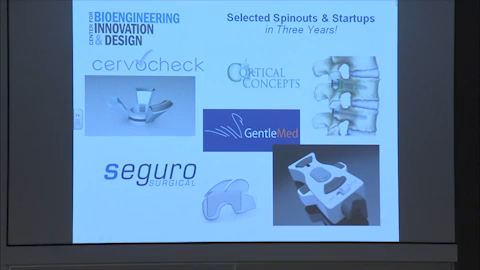 CENTER FOR
BIOENGINEERING
INNOVATION
& DESIGN
Selected Spinouts & Startups
in Three Years!
cervocheck
CORTICAL
CONCEPTS
GentleMed
seguro
SURGICAL